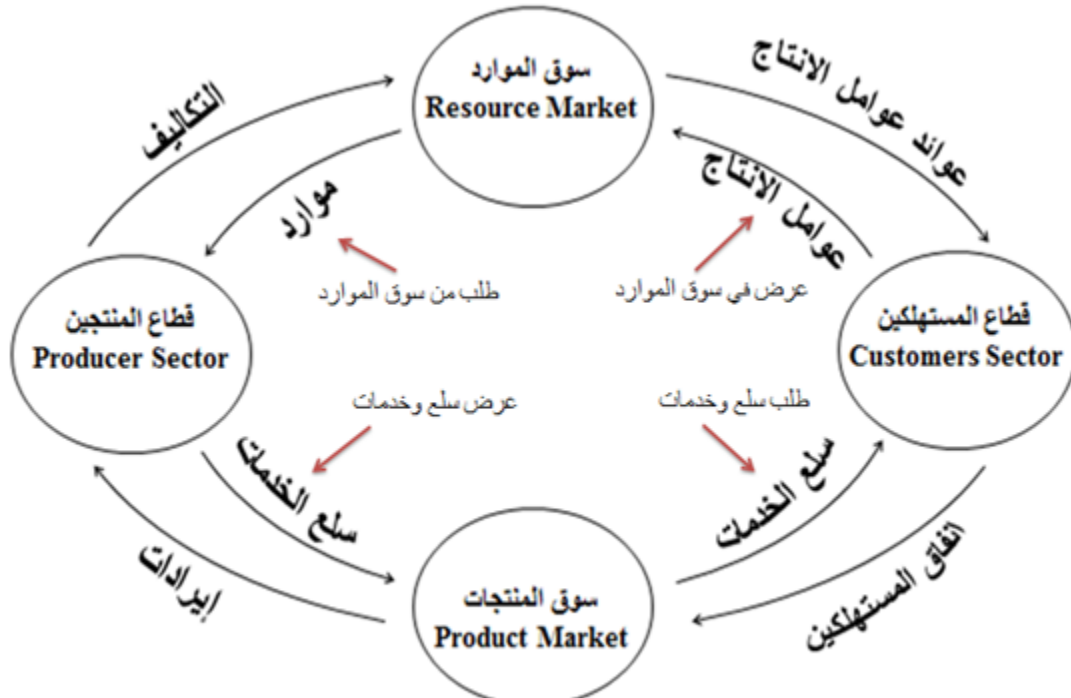 سوق الموارد
Resource Market
التكاليف
عوائد عوامل الانتاج
موارد
عوامل الانتاج
طلب من سوق الموارد
عرض في سوق الموارد
قطاع المنتجين
Producer Sector
قطاع المستهلكين
Customers Sector
عرض سلع وخدمات
طلب سلع وخدمات
سلع الخدمات
سلع الخدمات
إيرادات
انفاق المستهلكين
سوق المنتجات
Product Market